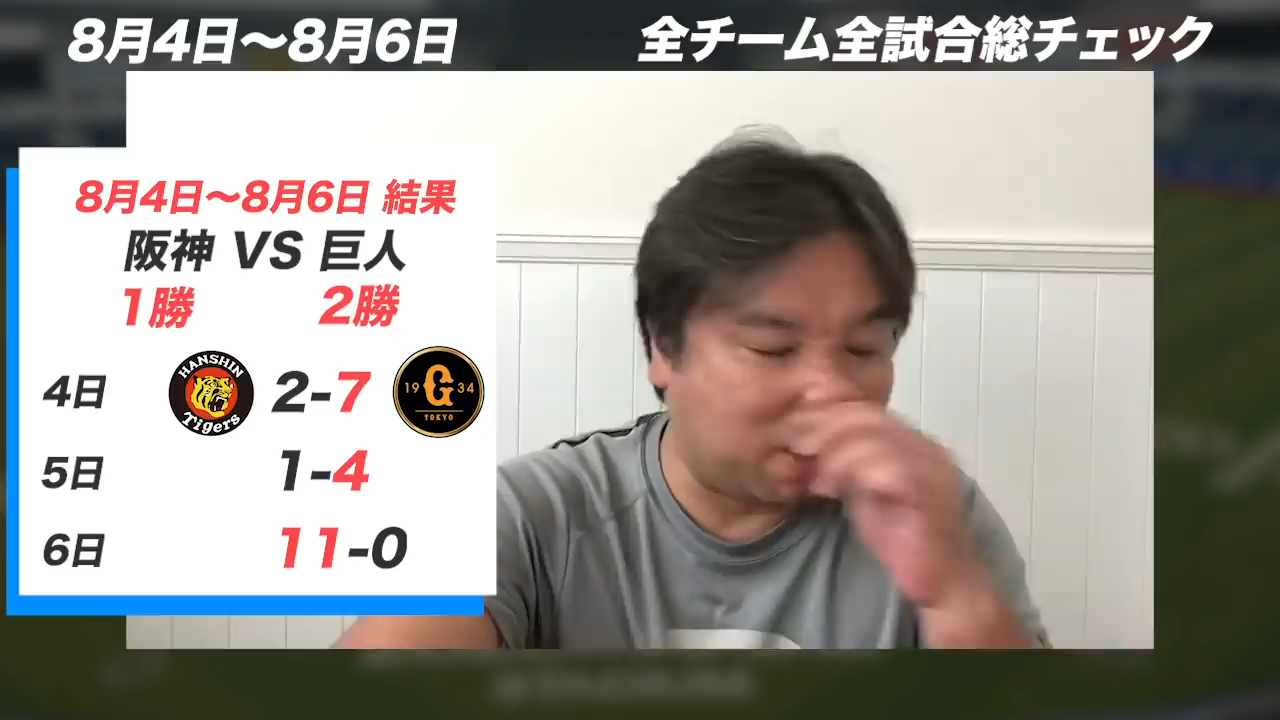 8月4日〜8月6日
全チーム全試合総チェック
8月4日〜8月6日 結果
阪神 VS 巨人
1勝 2勝
4日 HANSHIN Tigers 2-7 19 G 34 TOKYO
5日 1-4
6日 11-0